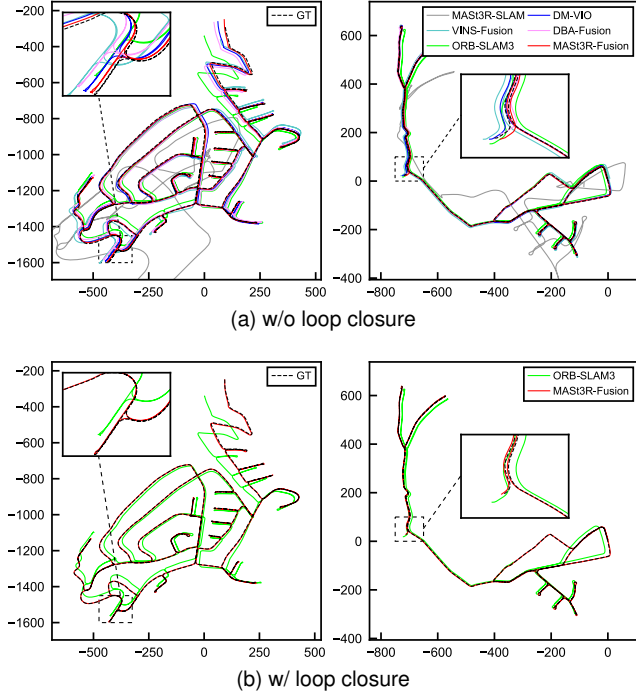 GT
MASt3R-SLAM DM-VIO
VINS-Fusion DBA-Fusion
ORB-SLAM3 MASt3R-Fusion
−200
−400
−600
−800
−1000
−1200
−1400
−1600
−500 −250 0 250 500
600
400
200
0
−200
−400
−800 −600 −400 −200 0
(a) w/o loop closure
GT
ORB-SLAM3
MASt3R-Fusion
−200
−400
−600
−800
−1000
−1200
−1400
−1600
−500 −250 0 250 500
600
400
200
0
−200
−400
−800 −600 −400 −200 0
(b) w/ loop closure